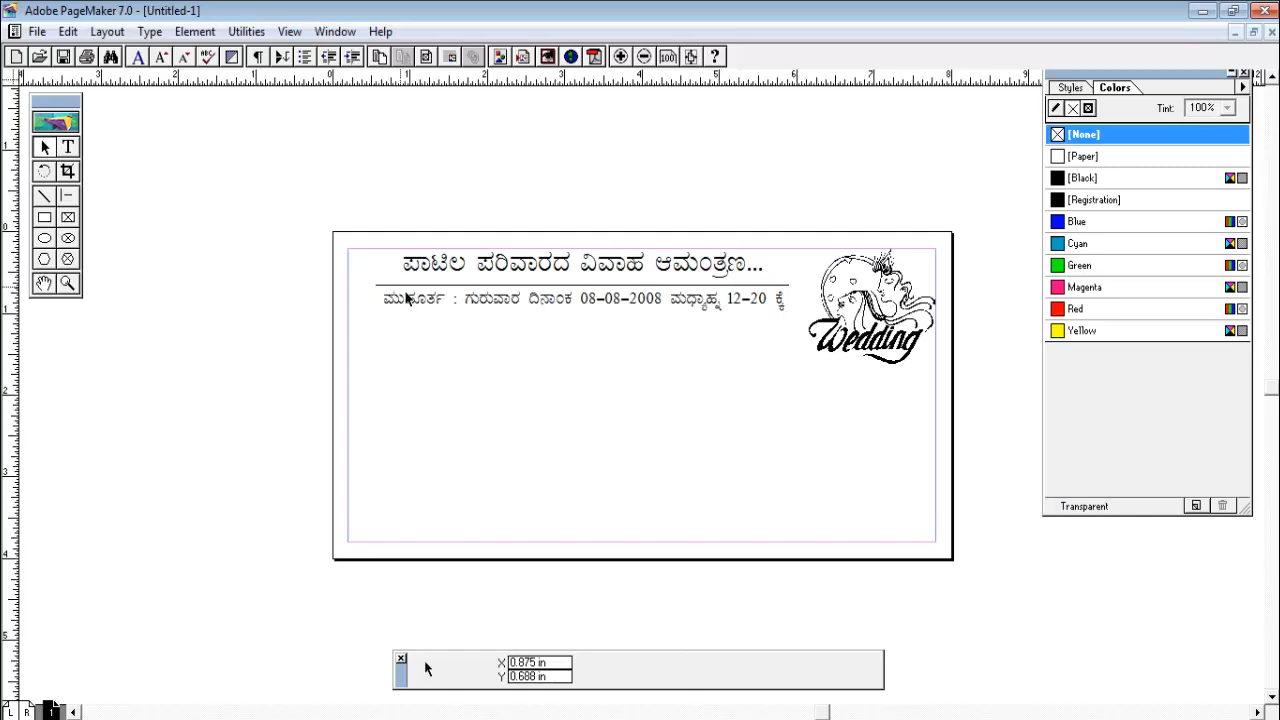 Adobe PageMaker 7.0 - [Untitled-1]
File Edit Layout Utilities View Type Element Window Help
Styles Colors
Tint: 100%
[None]
[Paper]
[Black]
[Registration]
Blue
Cyan
Green
Magenta
Red
Yellow
Transparent
ಪಾಟಿಲ ಪರಿವಾರದ ವಿವಾಹ ಆಮಂತ್ರಣ...
ಮುಹೂರ್ತ : ಗುರುವಾರ ದಿನಾಂಕ 08-08-2008 ಮಧ್ಯಾಹ್ನ 12-20 ಕ್ಕೆ
Wedding
X 0.875 in
Y 0.688 in
L R 1